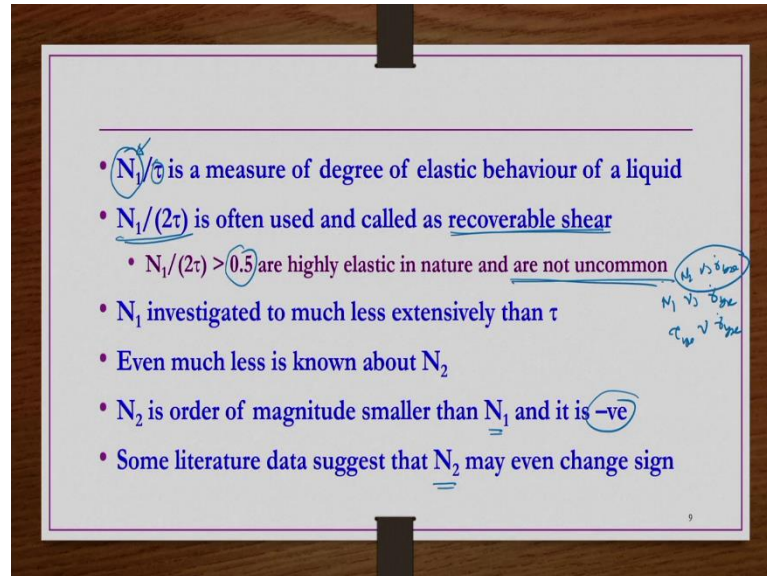 • N₁/τ is a measure of degree of elastic behaviour of a liquid
• N₁/(2τ) is often used and called as recoverable shear
• N₁/(2τ) > 0.5 are highly elastic in nature and are not uncommon
N₂ vs γ̇yx
N₁ vs γ̇yx
τyx v γ̇yx
• N₁ investigated to much less extensively than τ
• Even much less is known about N₂
• N₂ is order of magnitude smaller than N₁ and it is –ve
• Some literature data suggest that N₂ may even change sign
9